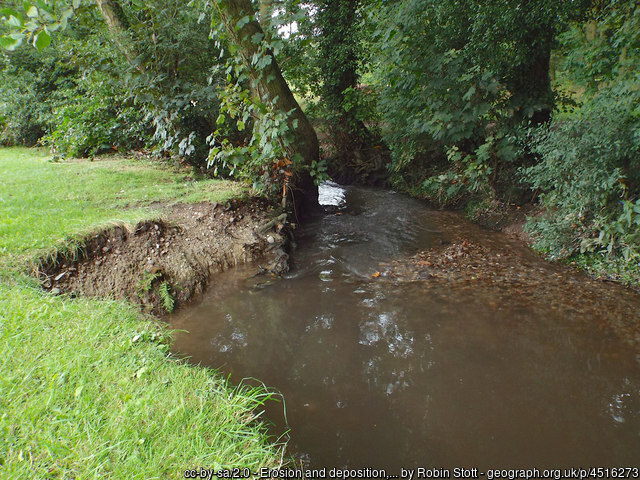 cc-by-sa/2.0 - Erosion and deposition,... by Robin Stott - geograph.org.uk/p/4516273